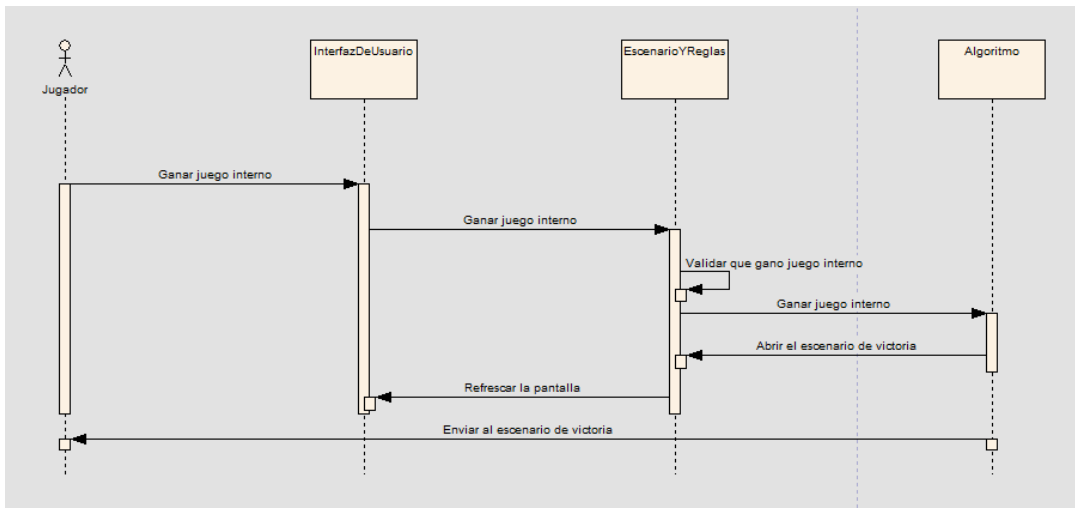 Jugador
InterfazDeUsuario
EscenarioYReglas
Algoritmo
Ganar juego interno
Ganar juego interno
Validar que gano juego interno
Ganar juego interno
Abrir el escenario de victoria
Refrescar la pantalla
Enviar al escenario de victoria